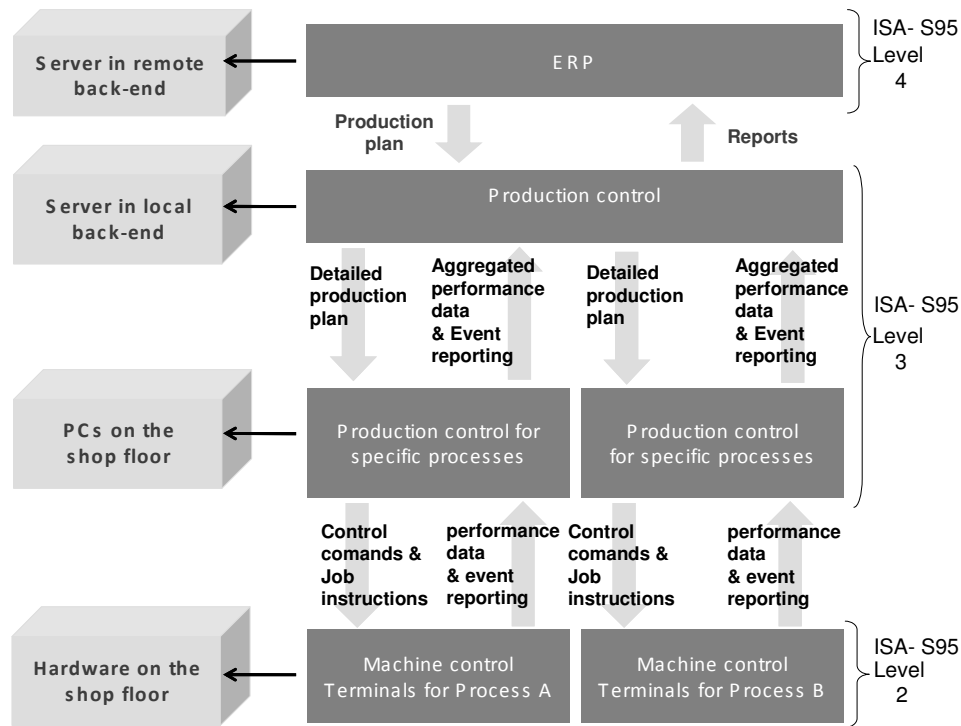 Server in remote
back-end
ERP
ISA- S95
Level
4
Production
plan
Reports
Server in local
back-end
Production control
Detailed
production
plan
Aggregated
performance
data
& Event
reporting
Detailed
production
plan
Aggregated
performance
data
& Event
reporting
ISA- S95
Level
3
PCs on the
shop floor
Production control for
specific processes
Production control
for specific processes
Control
comands &
Job
instructions
performance
data
& event
reporting
Control
comands &
Job
instructions
performance
data
& event
reporting
Hardware on the
shop floor
Machine control
Terminals for Process A
Machine control
Terminals for Process B
ISA- S95
Level
2